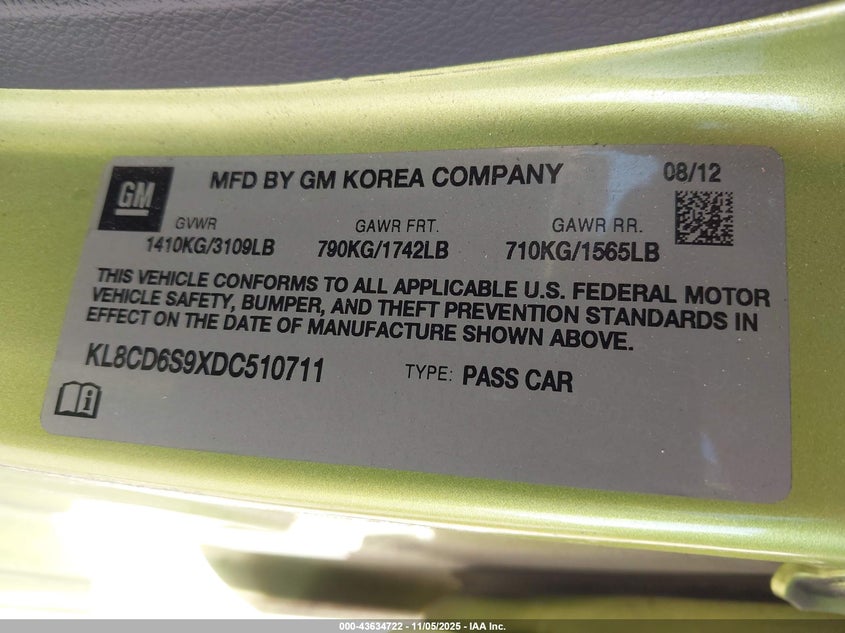 GM
MFD BY GM KOREA COMPANY 08/12
GVWR GAWR FRT. GAWR RR.
1410KG/3109LB 790KG/1742LB 710KG/1565LB
THIS VEHICLE CONFORMS TO ALL APPLICABLE U.S. FEDERAL MOTOR
VEHICLE SAFETY, BUMPER, AND THEFT PREVENTION STANDARDS IN
EFFECT ON THE DATE OF MANUFACTURE SHOWN ABOVE.
KL8CD6S9XDC510711 TYPE: PASS CAR
000-43634722 - 11/05/2025 - IAA Inc.